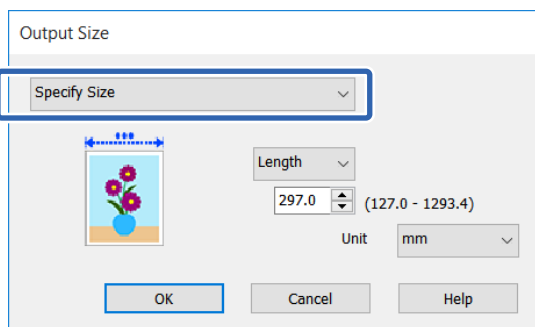 Output Size
Specify Size
Length
297.0 (127.0 - 1293.4)
Unit mm
OK Cancel Help